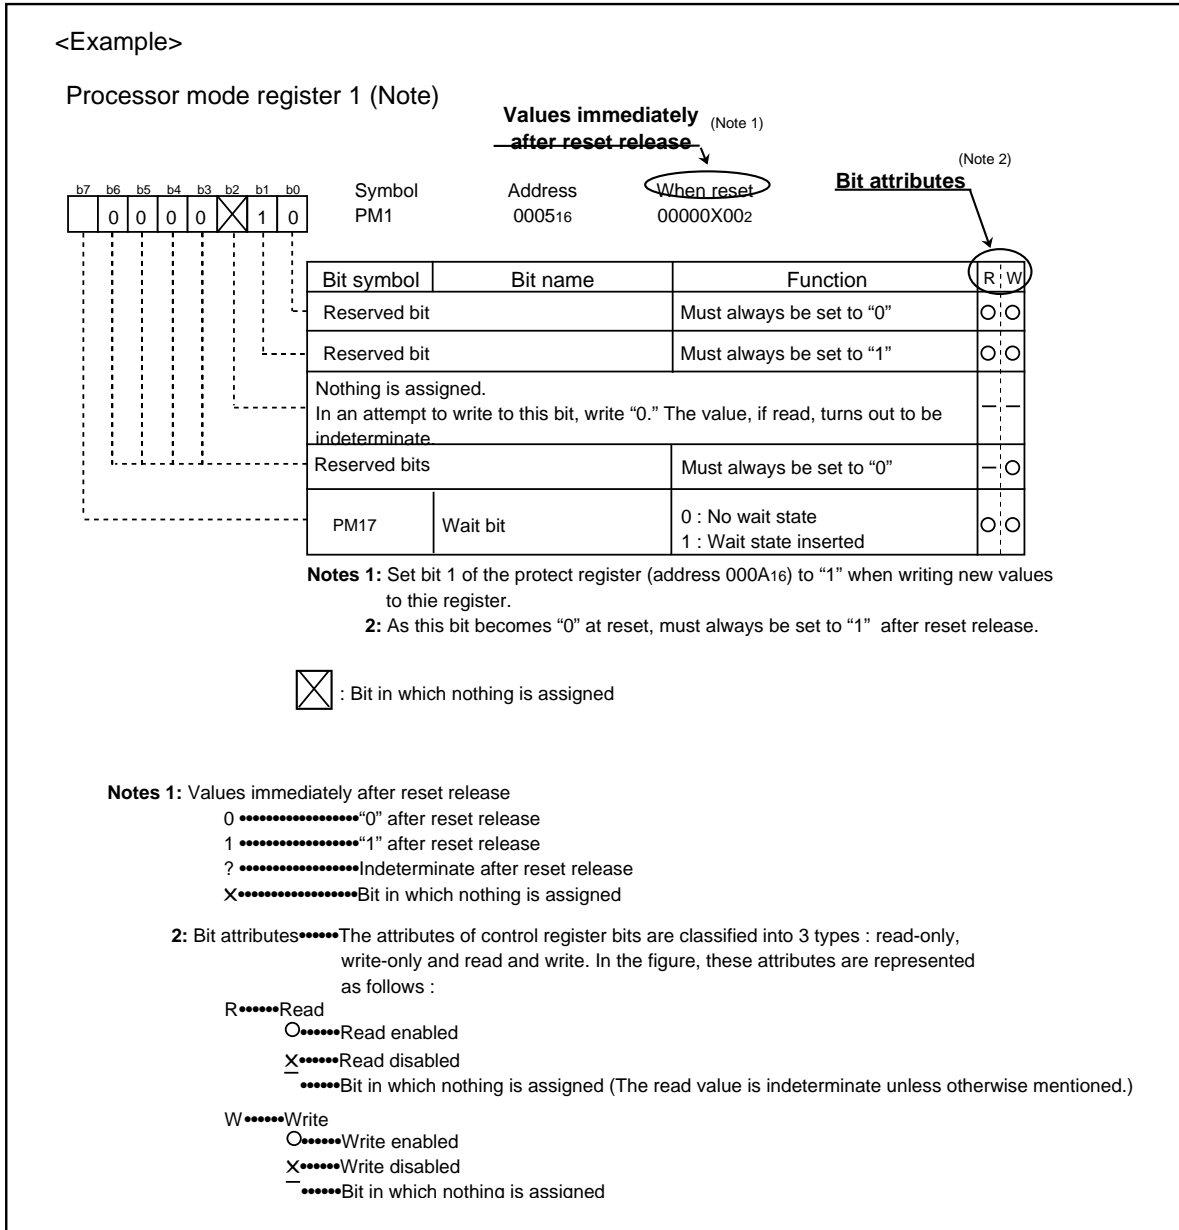 <Example>
Processor mode register 1 (Note)
Values immediately (Note 1)
after reset release
(Note 2)
Bit attributes
b7 b6 b5 b4 b3 b2 b1 b0
Symbol Address When reset
0 0 0 0 1 0
PM1 000516 00000X002
Bit symbol Bit name Function R W
Reserved bit Must always be set to “0”
Reserved bit Must always be set to “1”
Nothing is assigned.
In an attempt to write to this bit, write “0.” The value, if read, turns out to be
indeterminate.
Reserved bits Must always be set to “0”
PM17 Wait bit 0 : No wait state
1 : Wait state inserted
Notes 1: Set bit 1 of the protect register (address 000A16) to “1” when writing new values
to thie register.
2: As this bit becomes “0” at reset, must always be set to “1” after reset release.
: Bit in which nothing is assigned
Notes 1: Values immediately after reset release
0 ••••••••••••••••••“0” after reset release
1 ••••••••••••••••••“1” after reset release
? ••••••••••••••••••Indeterminate after reset release
X••••••••••••••••••Bit in which nothing is assigned
2: Bit attributes••••••The attributes of control register bits are classified into 3 types : read-only,
write-only and read and write. In the figure, these attributes are represented
as follows :
R••••••Read
○••••••Read enabled
X••••••Read disabled
—••••••Bit in which nothing is assigned (The read value is indeterminate unless otherwise mentioned.)
W••••••Write
○••••••Write enabled
X••••••Write disabled
—••••••Bit in which nothing is assigned